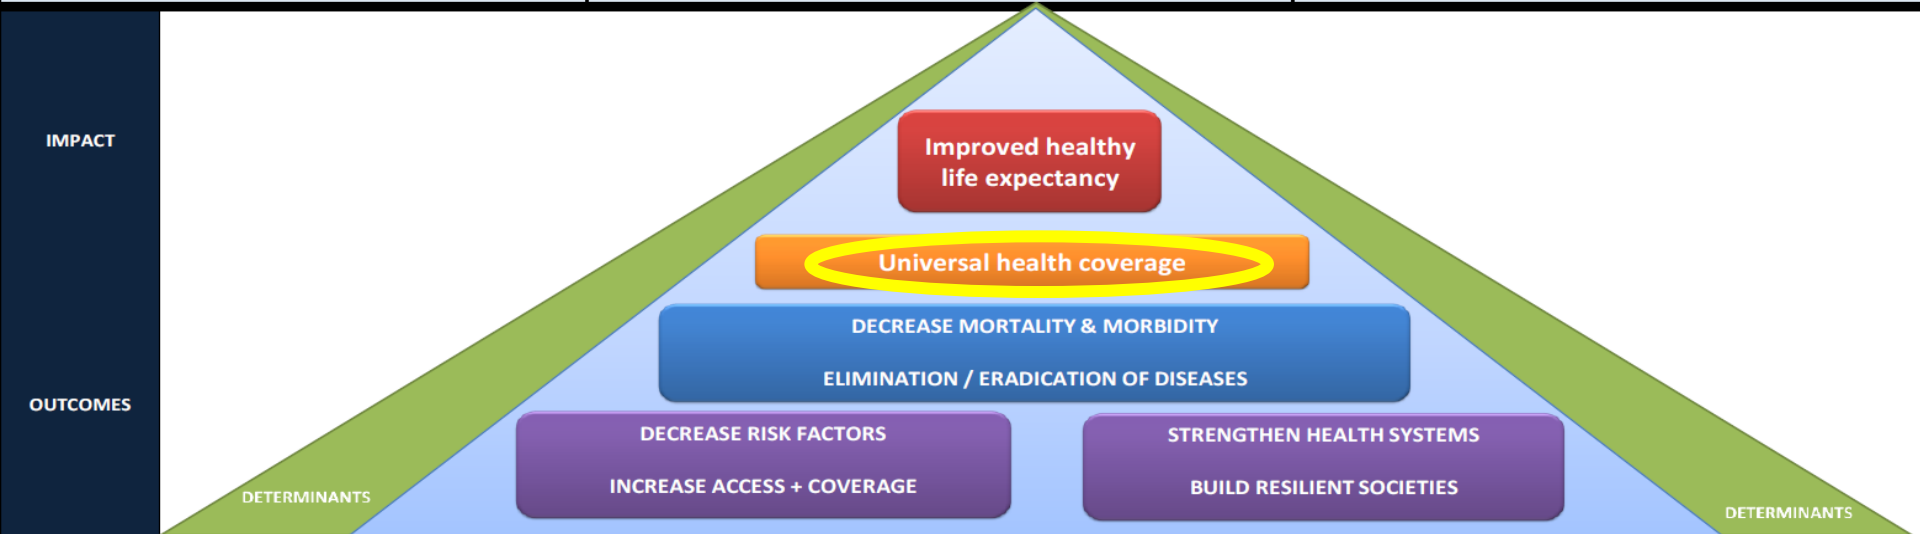 IMPACT
Improved healthy
life expectancy
Universal health coverage
DECREASE MORTALITY & MORBIDITY
ELIMINATION / ERADICATION OF DISEASES
OUTCOMES
DECREASE RISK FACTORS
INCREASE ACCESS + COVERAGE
STRENGTHEN HEALTH SYSTEMS
BUILD RESILIENT SOCIETIES
DETERMINANTS
DETERMINANTS